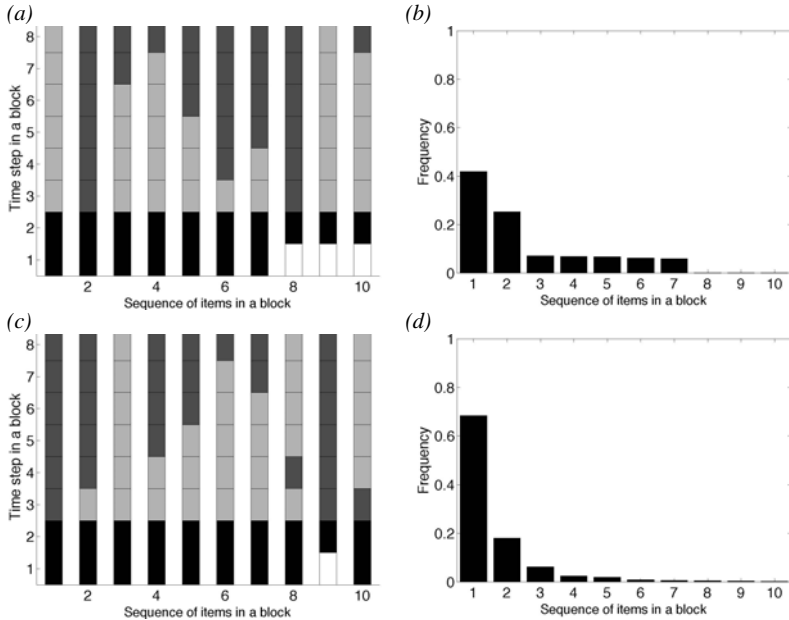 (a)
8
7
6
5
4
3
2
1
Time step in a block
2 4 6 8 10
Sequence of items in a block
(b)
1
0.8
0.6
0.4
0.2
0
Frequency
1 2 3 4 5 6 7 8 9 10
Sequence of items in a block
(c)
8
7
6
5
4
3
2
1
Time step in a block
2 4 6 8 10
Sequence of items in a block
(d)
1
0.8
0.6
0.4
0.2
0
Frequency
1 2 3 4 5 6 7 8 9 10
Sequence of items in a block